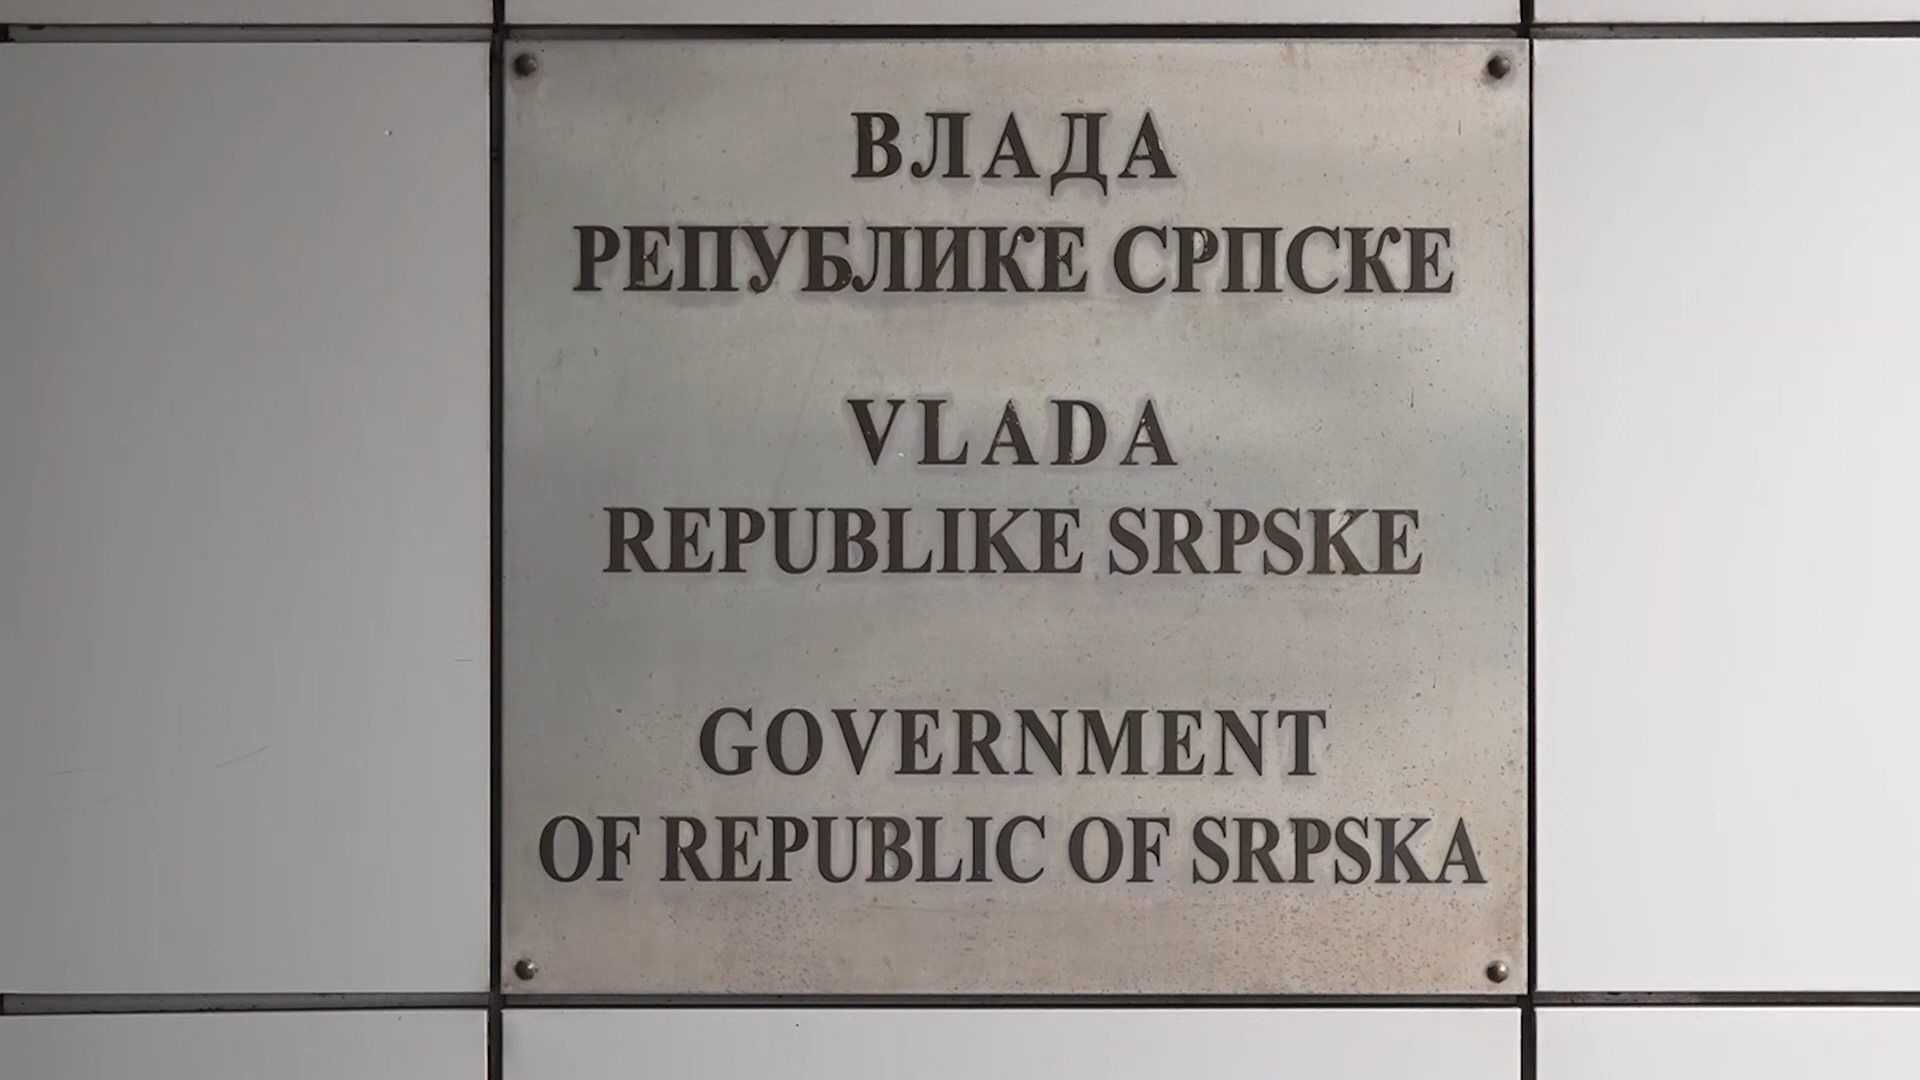 ВЛАДА
РЕПУБЛИКЕ СРПСКЕ
VLADA
REPUBLIKE SRPSKE
GOVERNMENT
OF REPUBLIC OF SRPSKA